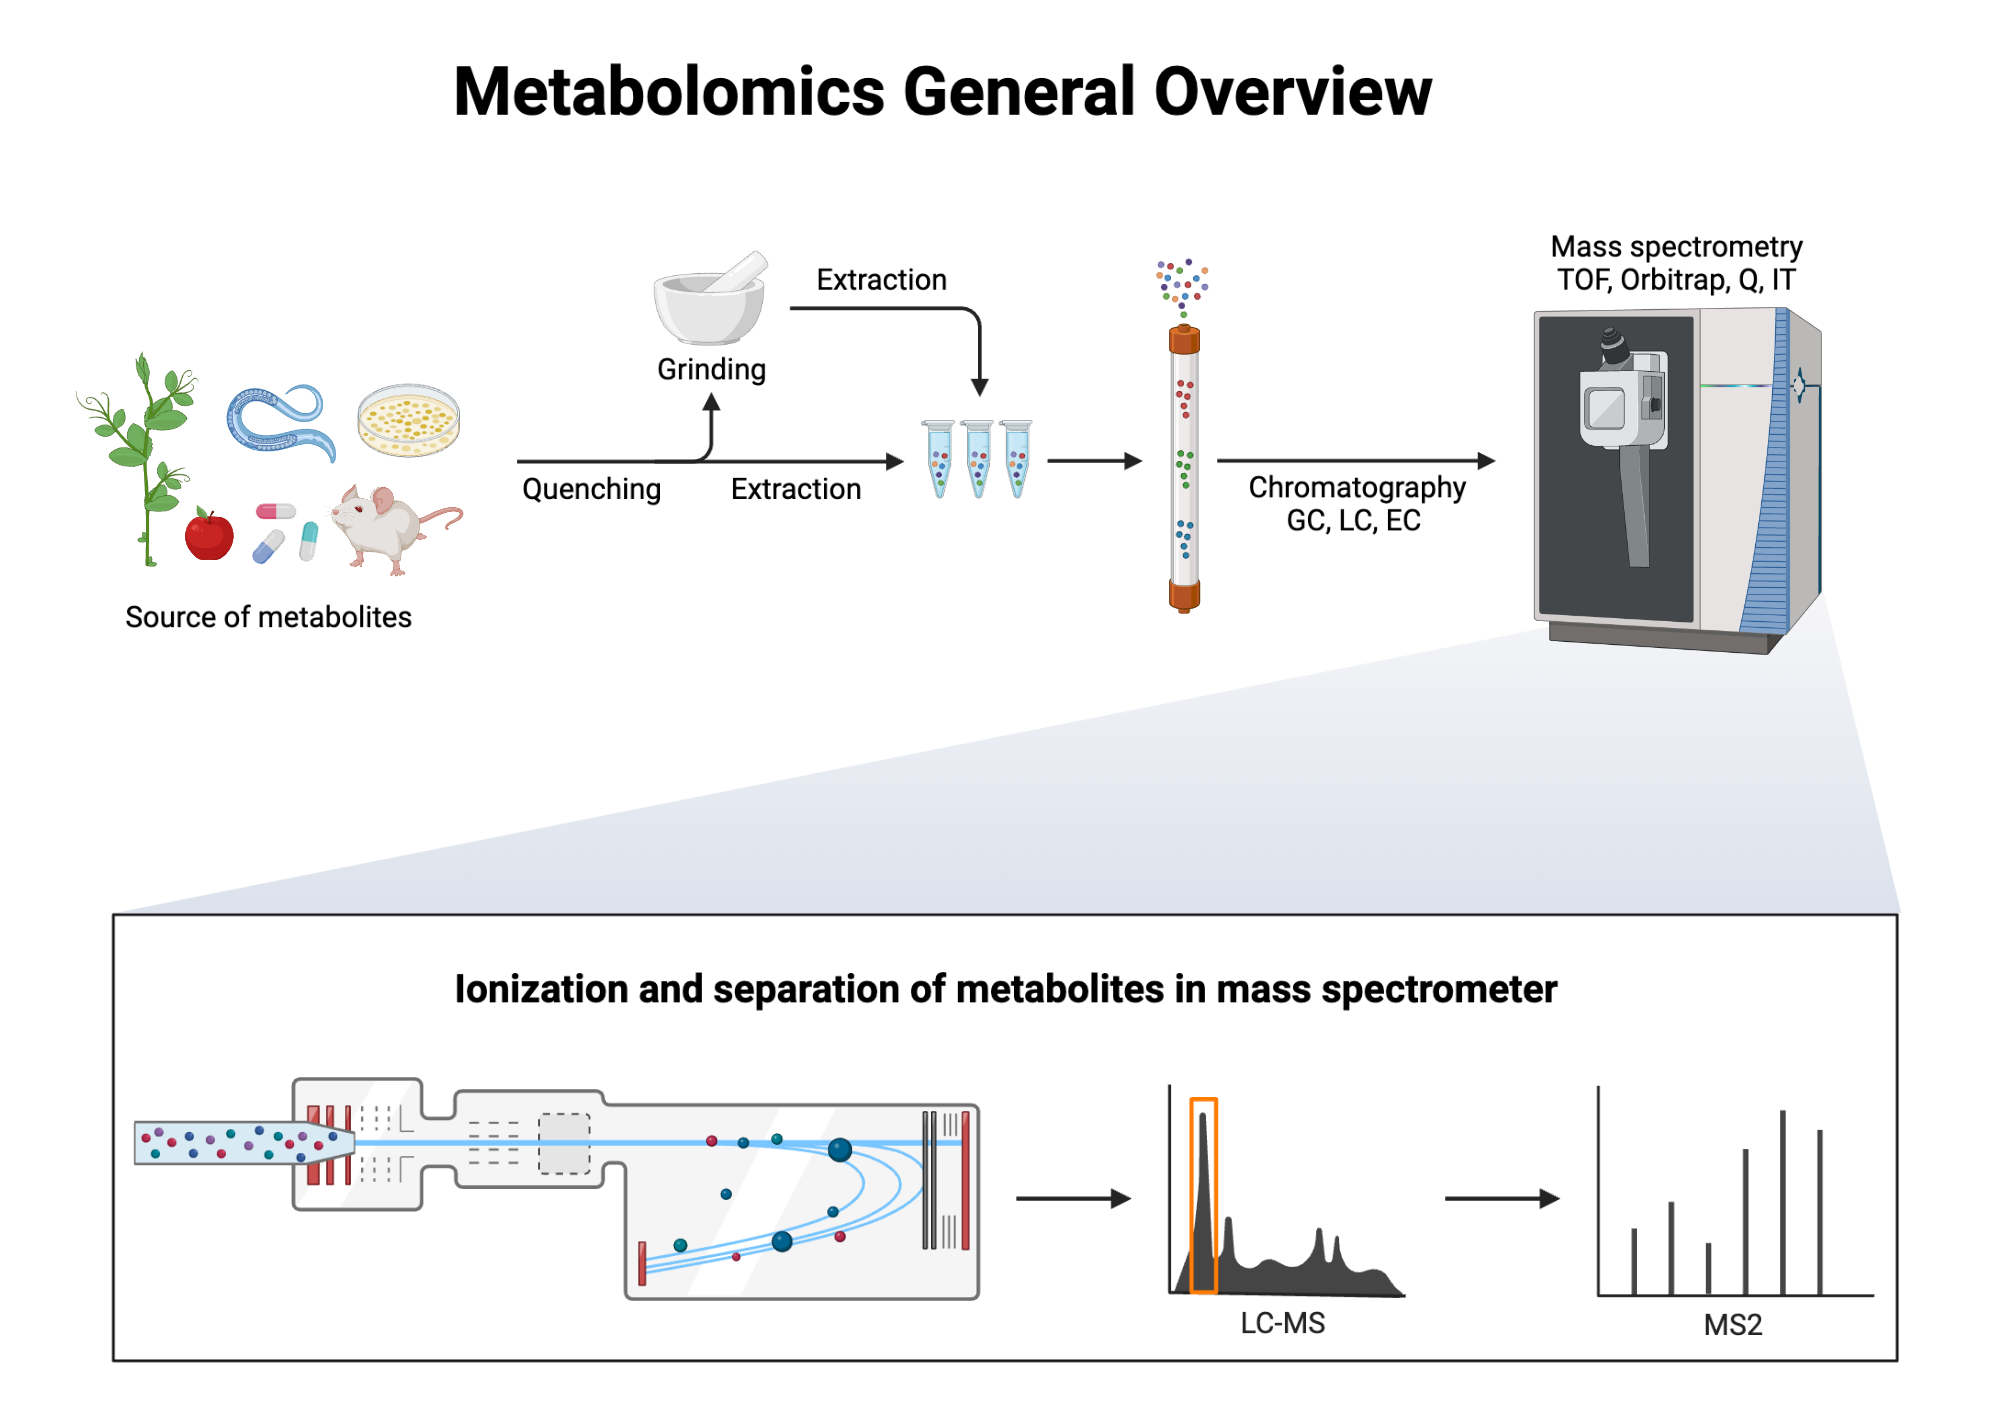 Metabolomics General Overview
Mass spectrometry
TOF, Orbitrap, Q, IT
Extraction
Grinding
Quenching
Extraction
Chromatography
GC, LC, EC
Source of metabolites
Ionization and separation of metabolites in mass spectrometer
LC-MS
MS2